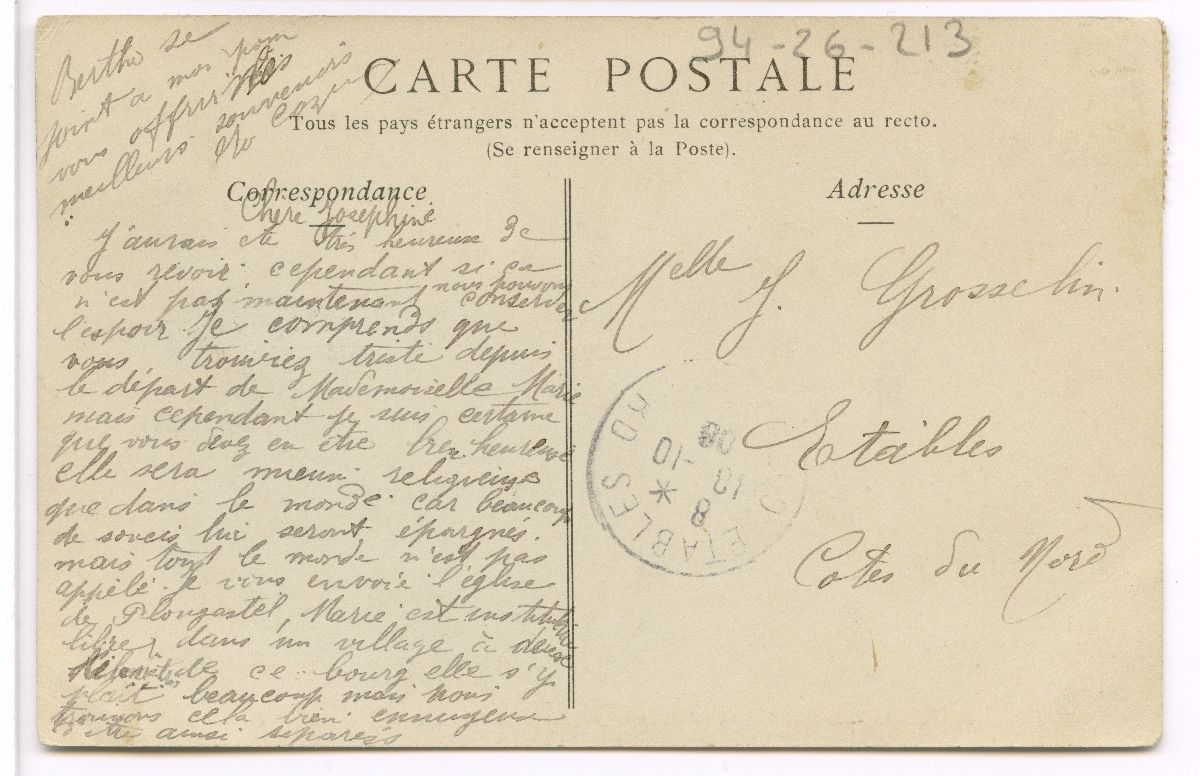 94-26-213
CARTE POSTALE
Tous les pays étrangers n'acceptent pas la correspondance au recto.
(Se renseigner à la Poste).
Correspondance
Adresse
Berthe se
joint a moi pour
vous offrir Nos
meilleurs souvenirs
Chère Josephine
J'aurais ete très heureuse de
vous revoir. cependant si ce
n'est pas maintenant nous pouvons conserver
l'espoir Je comprends que
vous trouviez triste depuis
le départ de Mademoiselle Marie
mais cependant je suis certaine
que vous devez en être bien heureuse
elle sera mieux religieuse
que dans le monde car beaucoup
de soucis lui seront épargnés.
mais tout le monde n'est pas
appelé. Je vous envoie l'église
de Plougastel, Marie est institutrice
libre dans un village à deux
de ce bourg elle s'y
plait beaucoup mais nous
trouvons cela bien ennuyeux
d'être ainsi séparées
Melle J. Grosselin.
Etables
Cotes du Nord
ETABLES DU NORD
8 * 10 -10 08